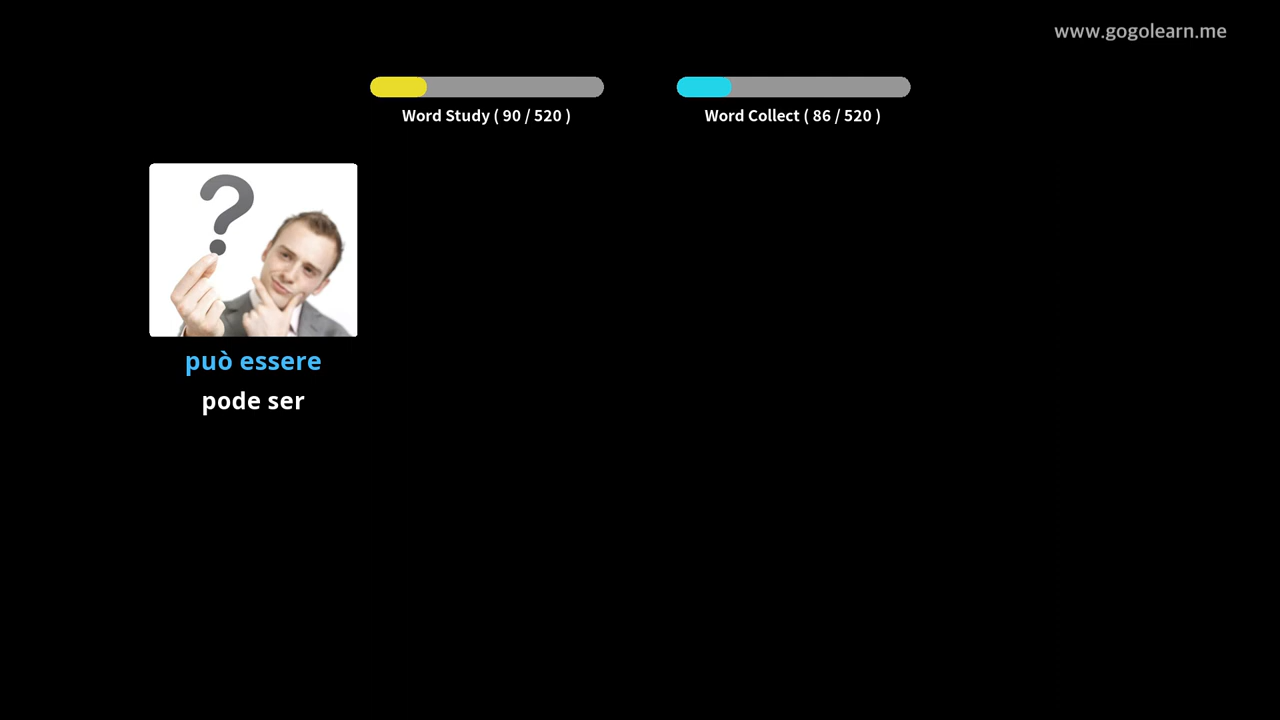 www.gogolearn.me
Word Study ( 90 / 520 )
Word Collect ( 86 / 520 )
?
può essere
pode ser